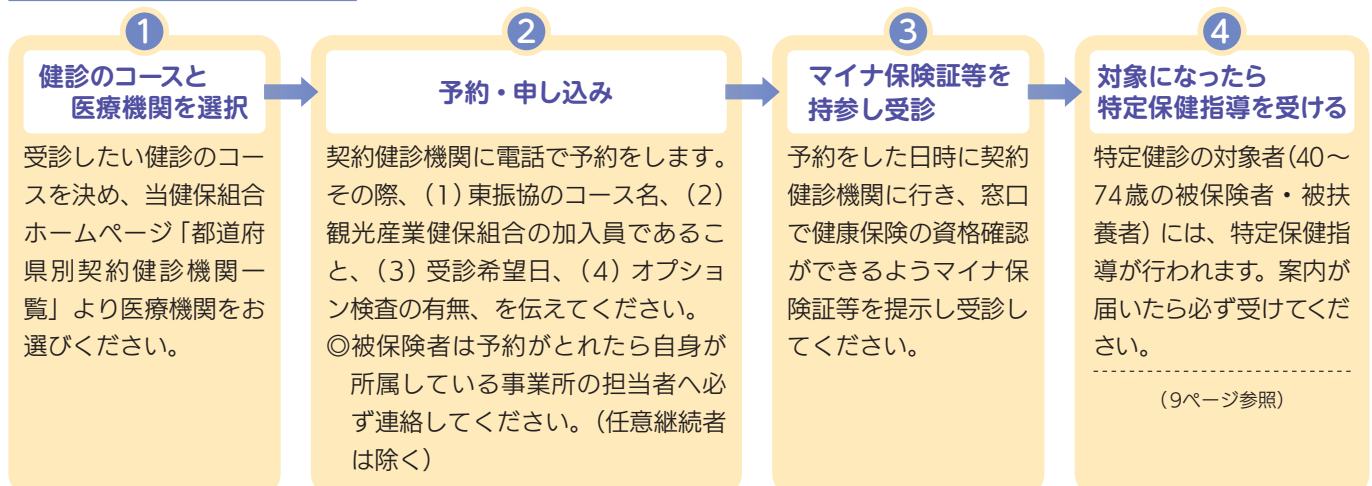 1
健診のコースと
医療機関を選択
受診したい健診のコー
スを決め、当健保組合
ホームページ「都道府
県別契約健診機関一
覧」より医療機関をお
選びください。
2
予約・申し込み
契約健診機関に電話で予約をします。
その際、(1)東振協のコース名、(2)
観光産業健保組合の加入員であるこ
と、(3)受診希望日、(4)オプショ
ン検査の有無、を伝えてください。
◎被保険者は予約がとれたら自身が
所属している事業所の担当者へ必
ず連絡してください。(任意継続者
は除く)
3
マイナ保険証等を
持参し受診
予約をした日時に契約
健診機関に行き、窓口
で健康保険の資格確認
ができるようマイナ保
険証等を提示し受診し
てください。
4
対象になったら
特定保健指導を受ける
特定健診の対象者(40〜
74歳の被保険者・被扶
養者)には、特定保健指
導が行われます。案内が
届いたら必ず受けてくだ
さい。
(9ページ参照)